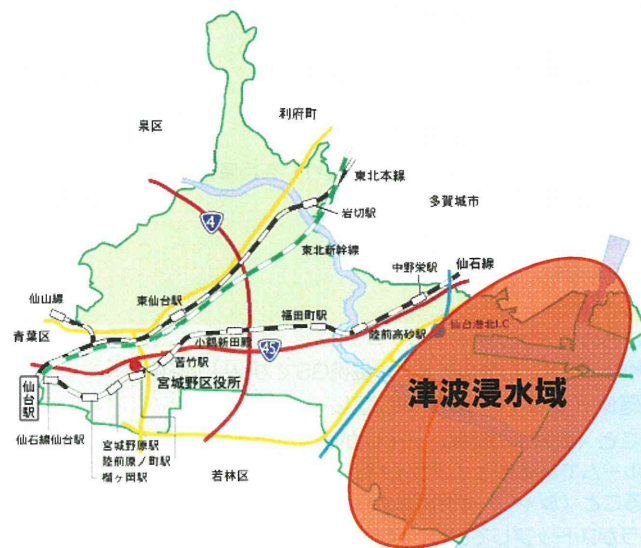 泉区
利府町
東北本線
岩切駅
多賀城市
4
東北新幹線
中野栄駅
仙石線
仙山線
東仙台駅
福田町駅
仙台港北I.C
青葉区
小鶴新田殿
陸前高砂駅
45
苦竹駅
宮城野区役所
仙台駅
津波浸水域
仙石線仙台駅
宮城野原駅
陸前原ノ町駅
榴ヶ岡駅
若林区